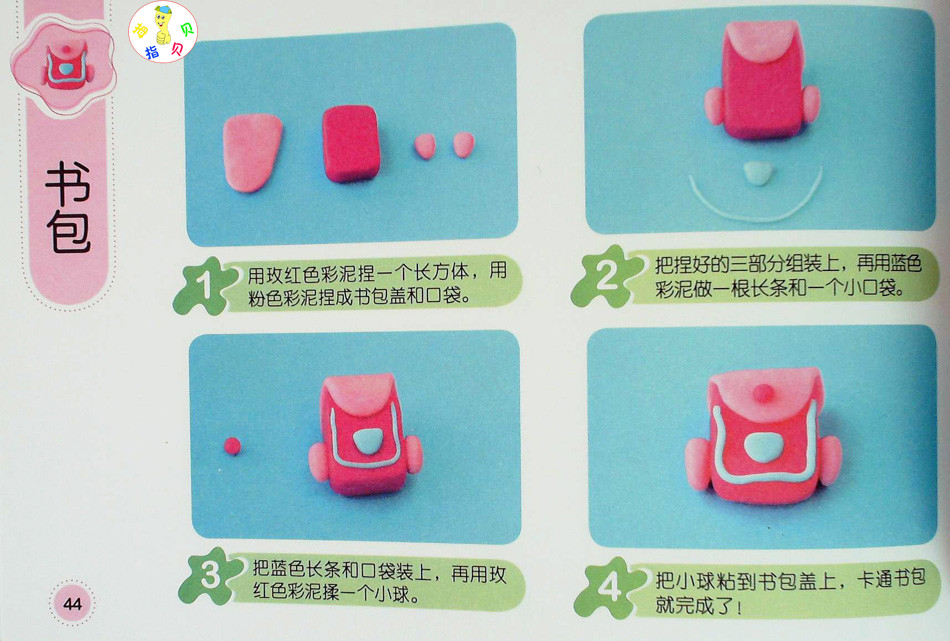 指贝贝
书包
1
用玫红色彩泥捏一个长方体，用
粉色彩泥捏成书包盖和口袋。
2
把捏好的三部分组装上，再用蓝色
彩泥做一根长条和一个小口袋。
3
把蓝色长条和口袋装上，再用玫
红色彩泥揉一个小球。
4
把小球粘到书包盖上，卡通书包
就完成了！
44